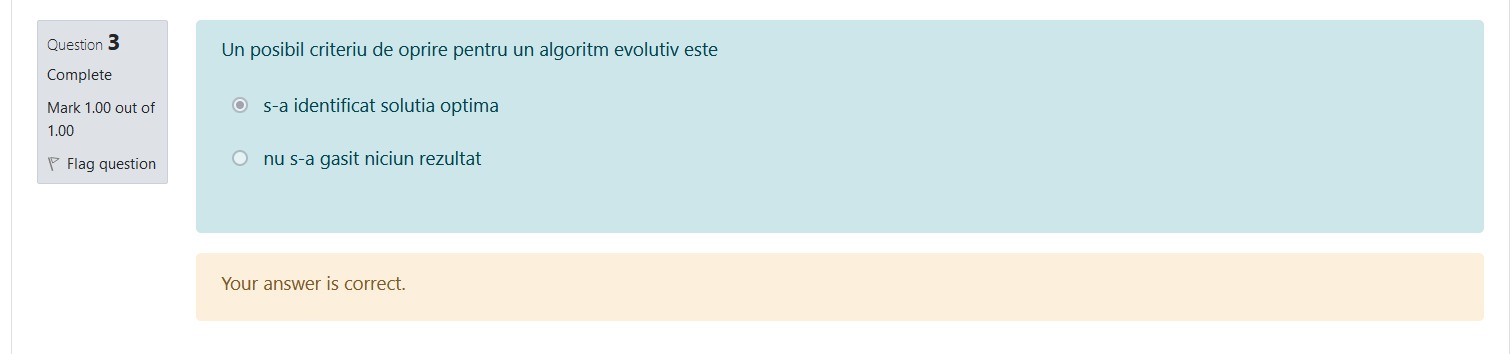 Question 3
Complete
Mark 1.00 out of
1.00
Flag question
Un posibil criteriu de oprire pentru un algoritm evolutiv este
s-a identificat solutia optima
nu s-a gasit niciun rezultat
Your answer is correct.